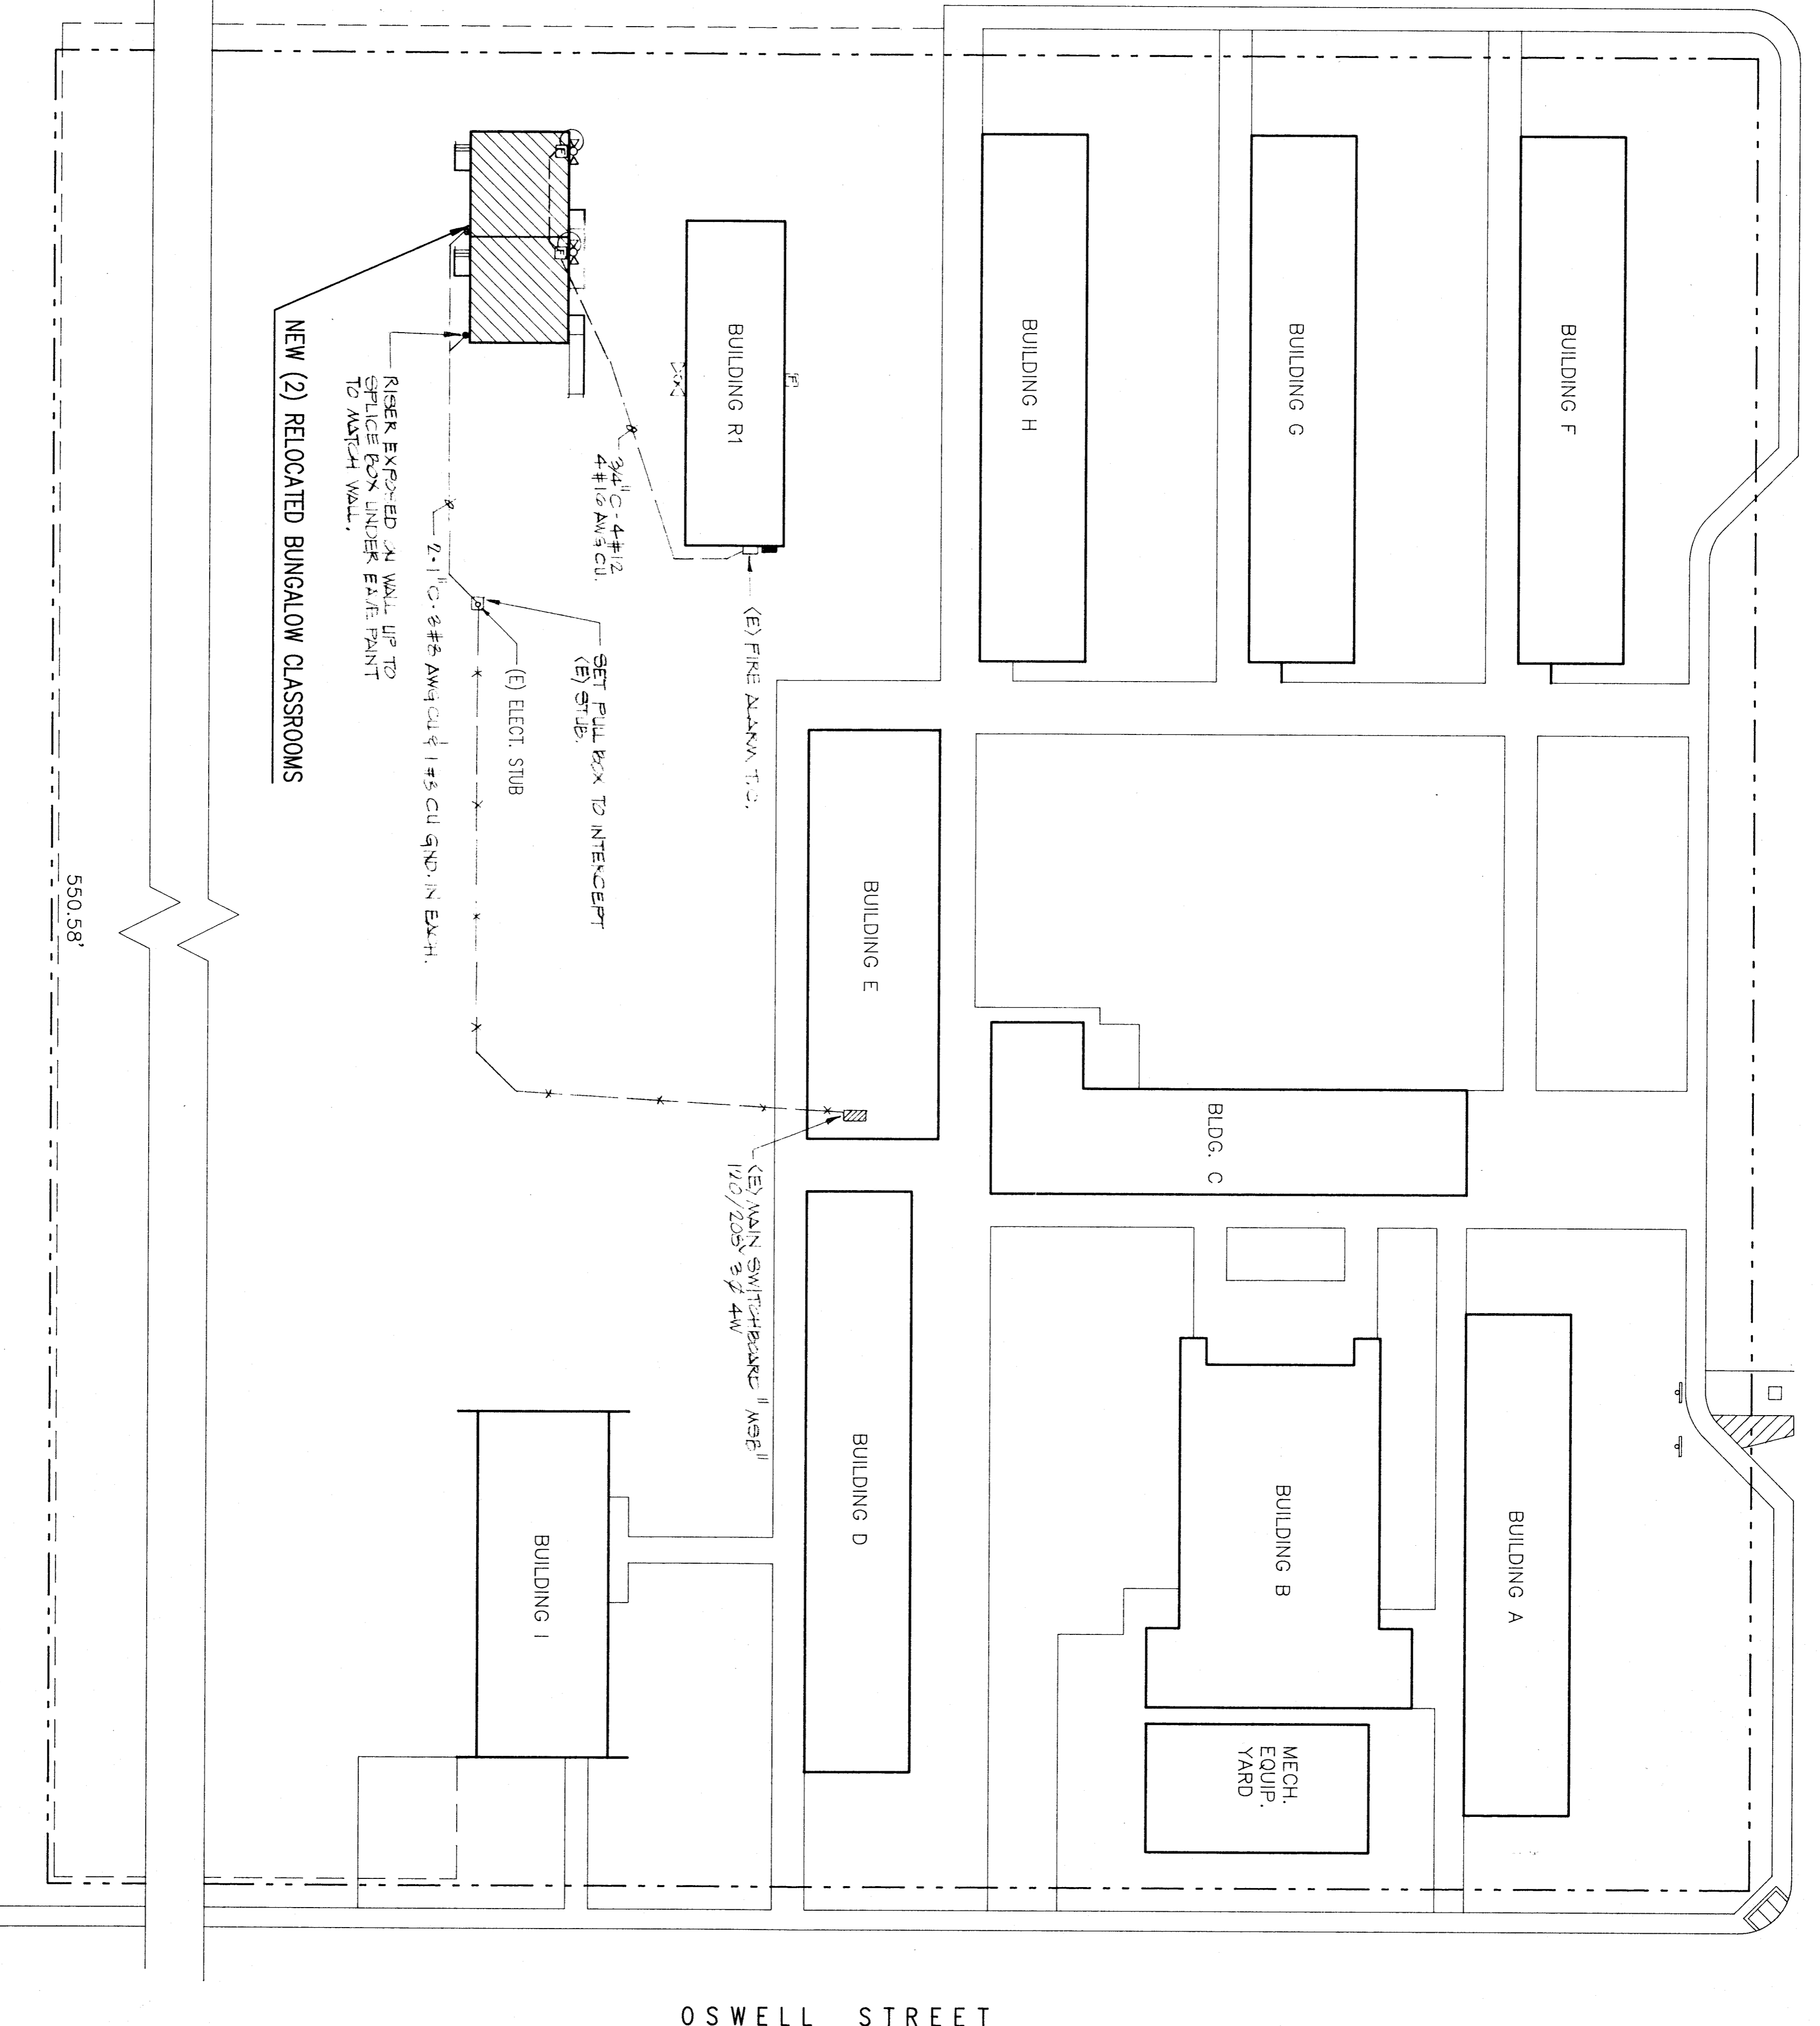 BUILDING F
BUILDING G
BUILDING H
BUILDING R1
F
F
F
3/4"C-4#12
4#16 AWG CU.
(E) FIRE ALARM T.C.
NEW (2) RELOCATED BUNGALOW CLASSROOMS
RISER EXPOSED ON WALL UP TO
SPLICE BOX UNDER EAVE. PAINT
TO MATCH WALL.
2-1"C-3#8 AWG CU & 1#8 CU GND. IN EACH.
SET PULL BOX TO INTERCEPT
(E) STUB.
(E) ELECT. STUB
BUILDING E
BLDG. C
(E) MAIN SWITCHBOARD "MSB"
120/208V 3Ø 4W
550.58'
BUILDING A
BUILDING B
BUILDING D
BUILDING I
MECH.
EQUIP.
YARD
OSWELL STREET